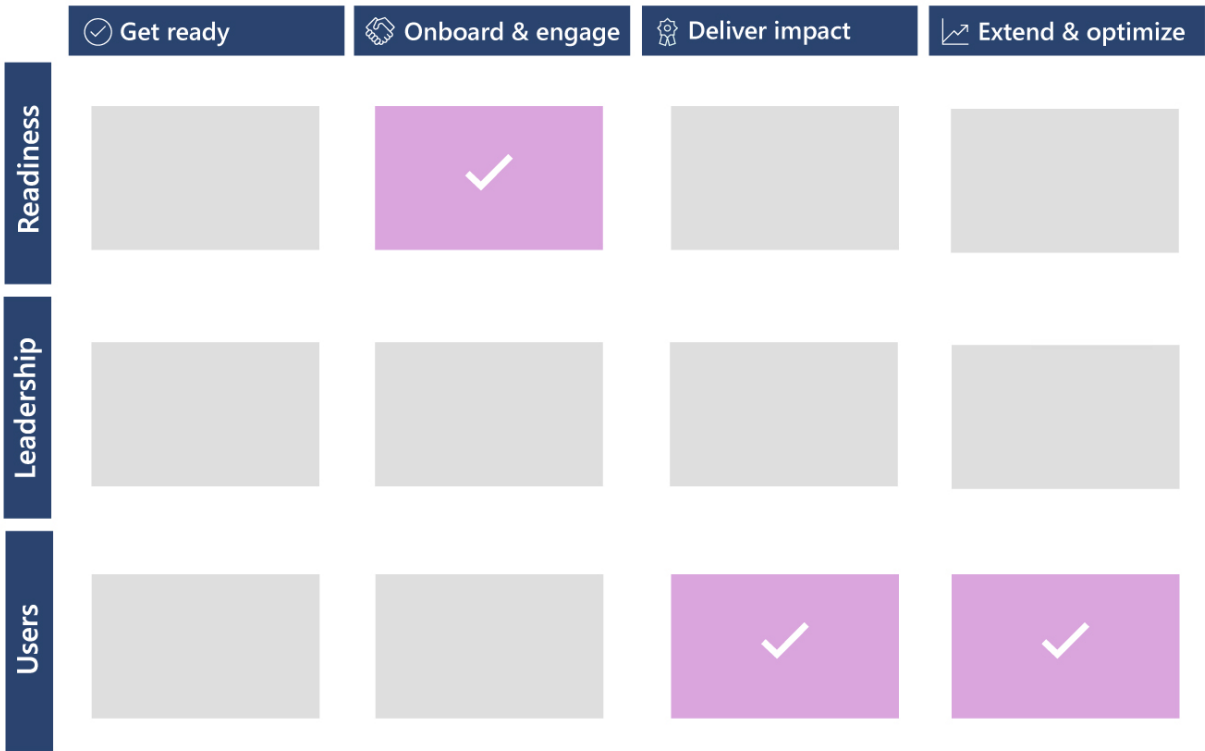 Get ready
Onboard & engage
Deliver impact
Extend & optimize
Readiness
Leadership
Users